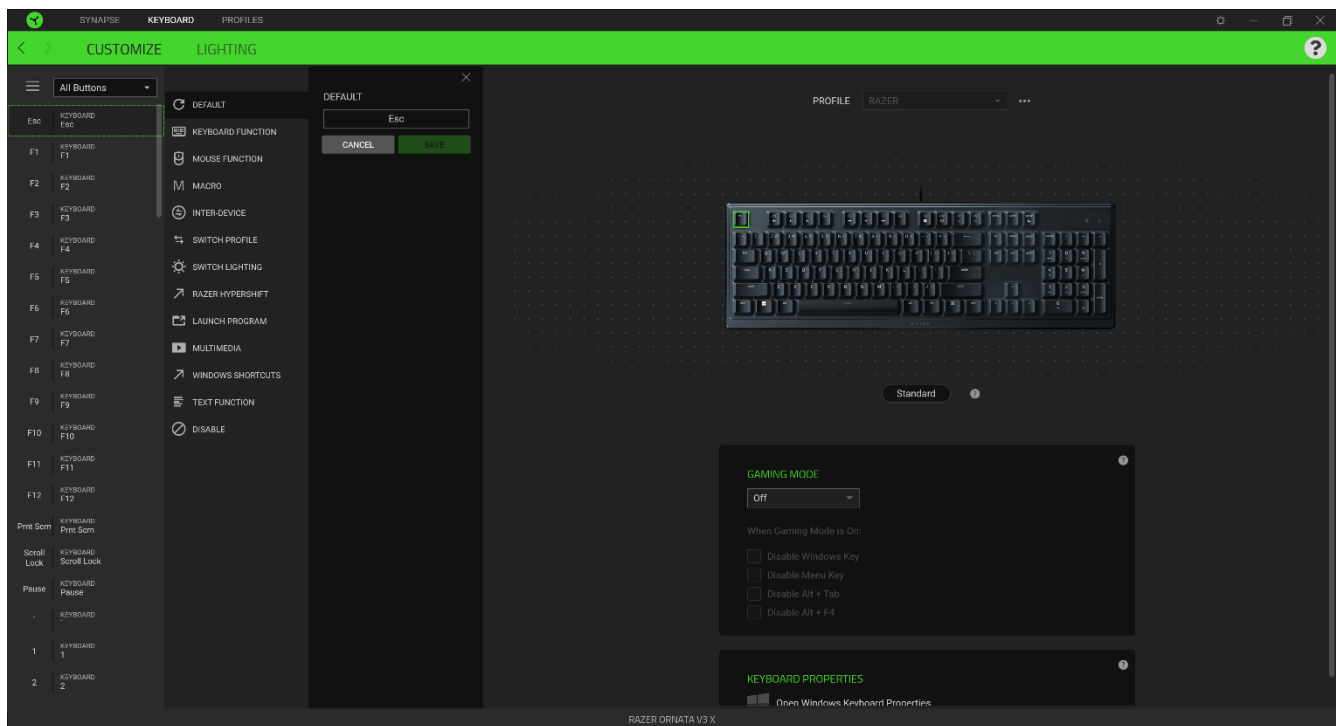 SYNAPSE KEYBOARD PROFILES
CUSTOMIZE LIGHTING
All Buttons
Esc KEYBOARD
Esc
F1 KEYBOARD
F1
F2 KEYBOARD
F2
F3 KEYBOARD
F3
F4 KEYBOARD
F4
F5 KEYBOARD
F5
F6 KEYBOARD
F6
F7 KEYBOARD
F7
F8 KEYBOARD
F8
F9 KEYBOARD
F9
F10 KEYBOARD
F10
F11 KEYBOARD
F11
F12 KEYBOARD
F12
Prnt Scrn KEYBOARD
Prnt Scrn
Scroll Lock KEYBOARD
Scroll Lock
Pause KEYBOARD
Pause
KEYBOARD
1 KEYBOARD
1
2 KEYBOARD
2
DEFAULT
KEYBOARD FUNCTION
MOUSE FUNCTION
MACRO
INTER-DEVICE
SWITCH PROFILE
SWITCH LIGHTING
RAZER HYPERSHIFT
LAUNCH PROGRAM
MULTIMEDIA
WINDOWS SHORTCUTS
TEXT FUNCTION
DISABLE
DEFAULT
Esc
CANCEL SAVE
PROFILE RAZER
Standard
GAMING MODE
Off
When Gaming Mode is On:
Disable Windows Key
Disable Menu Key
Disable Alt + Tab
Disable Alt + F4
KEYBOARD PROPERTIES
Open Windows Keyboard Properties
RAZER ORNATA V3 X